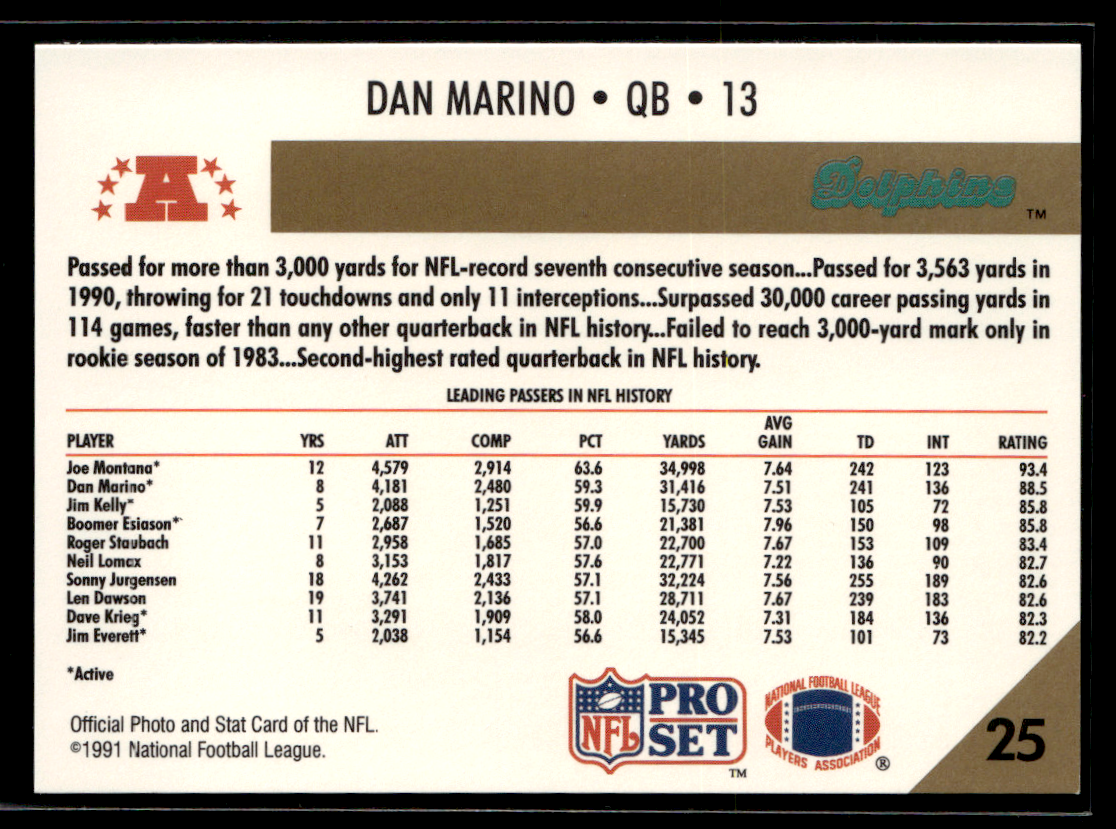 DAN MARINO • QB • 13
A
Dolphins
TM
Passed for more than 3,000 yards for NFL-record seventh consecutive season...Passed for 3,563 yards in
1990, throwing for 21 touchdowns and only 11 interceptions...Surpassed 30,000 career passing yards in
114 games, faster than any other quarterback in NFL history...Failed to reach 3,000-yard mark only in
rookie season of 1983...Second-highest rated quarterback in NFL history.
LEADING PASSERS IN NFL HISTORY
PLAYER YRS ATT COMP PCT YARDS AVG GAIN TD INT RATING
Joe Montana* 12 4,579 2,914 63.6 34,998 7.64 242 123 93.4
Dan Marino* 8 4,181 2,480 59.3 31,416 7.51 241 136 88.5
Jim Kelly* 5 2,088 1,251 59.9 15,730 7.53 105 72 85.8
Boomer Esiason* 7 2,687 1,520 56.6 21,381 7.96 150 98 85.8
Roger Staubach 11 2,958 1,685 57.0 22,700 7.67 153 109 83.4
Neil Lomax 8 3,153 1,817 57.6 22,771 7.22 136 90 82.7
Sonny Jurgensen 18 4,262 2,433 57.1 32,224 7.56 255 189 82.6
Len Dawson 19 3,741 2,136 57.1 28,711 7.67 239 183 82.6
Dave Krieg* 11 3,291 1,909 58.0 24,052 7.31 184 136 82.3
Jim Everett* 5 2,038 1,154 56.6 15,345 7.53 101 73 82.2
*Active
Official Photo and Stat Card of the NFL.
©1991 National Football League.
NFL
PRO
SET
TM
NATIONAL FOOTBALL LEAGUE
PLAYERS ASSOCIATION
®
25